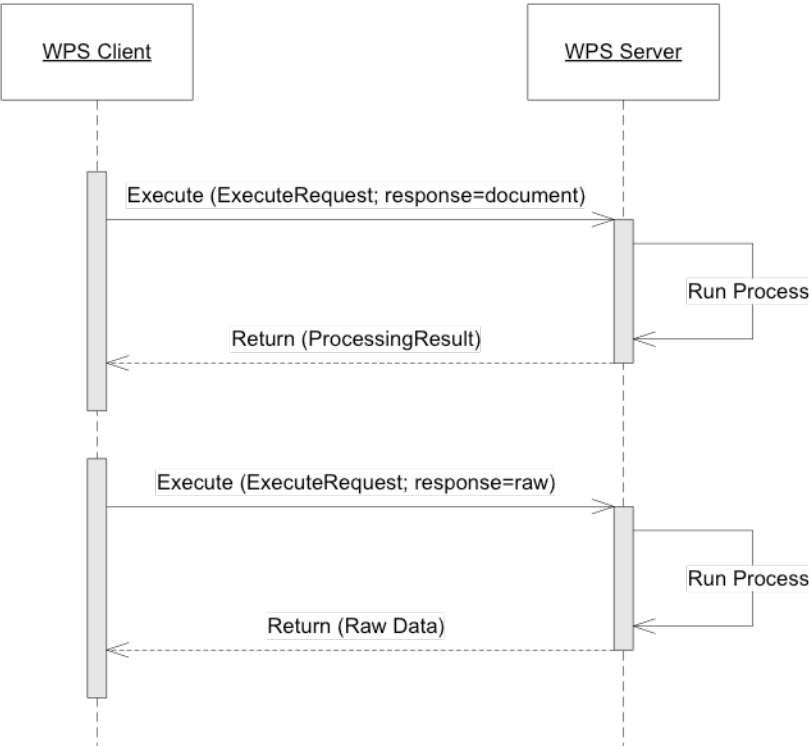 WPS Client
WPS Server
Execute (ExecuteRequest; response=document)
Run Process
Return (ProcessingResult)
Execute (ExecuteRequest; response=raw)
Run Process
Return (Raw Data)